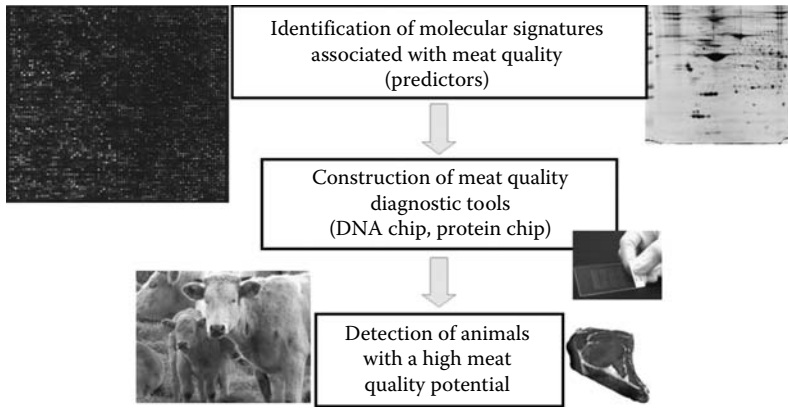 Identification of molecular signatures
associated with meat quality
(predictors)
Construction of meat quality
diagnostic tools
(DNA chip, protein chip)
Detection of animals
with a high meat
quality potential